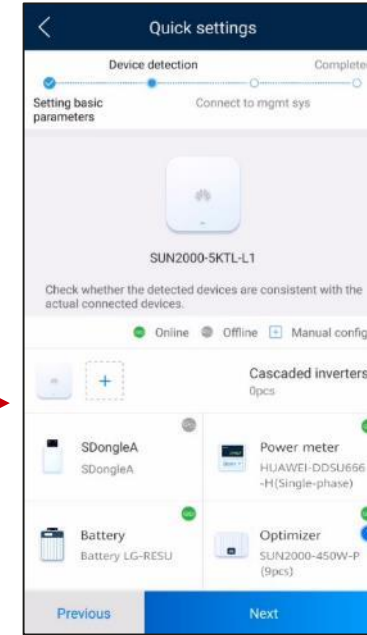 Quick settings
Device detection
Complete
Setting basic
parameters
Connect to mgmt sys
SUN2000-5KTL-L1
Check whether the detected devices are consistent with the
actual connected devices.
Online Offline Manual config
Cascaded inverters
0pcs
SDongleA
SDongleA
Power meter
HUAWEI-DDSU666
-H(Single-phase)
Battery
Battery LG-RESU
Optimizer
SUN2000-450W-P
(9pcs)
Previous
Next